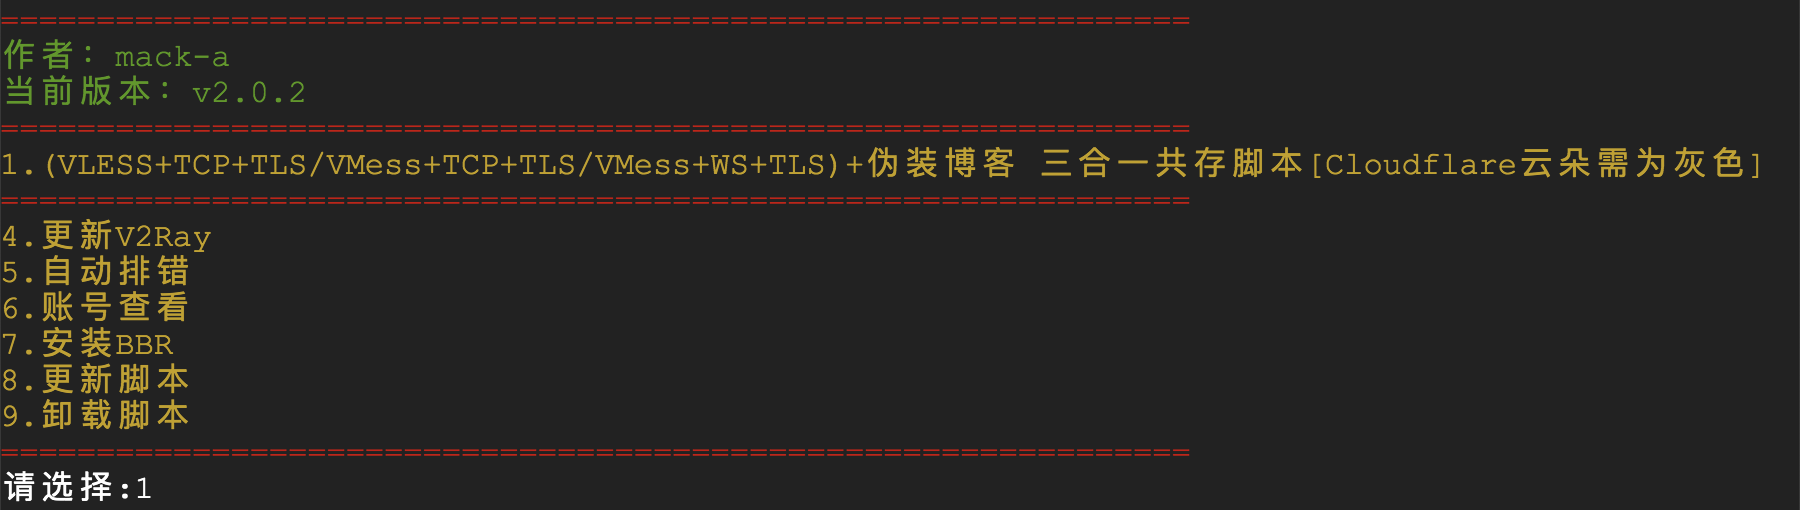 ==============================================================
作者：mack-a
当前版本：v2.0.2
==============================================================
1.(VLESS+TCP+TLS/VMess+TCP+TLS/VMess+WS+TLS)+伪装博客 三合一共存脚本[Cloudflare云朵需为灰色]
==============================================================
4.更新V2Ray
5.自动排错
6.账号查看
7.安装BBR
8.更新脚本
9.卸载脚本
==============================================================
请选择:1